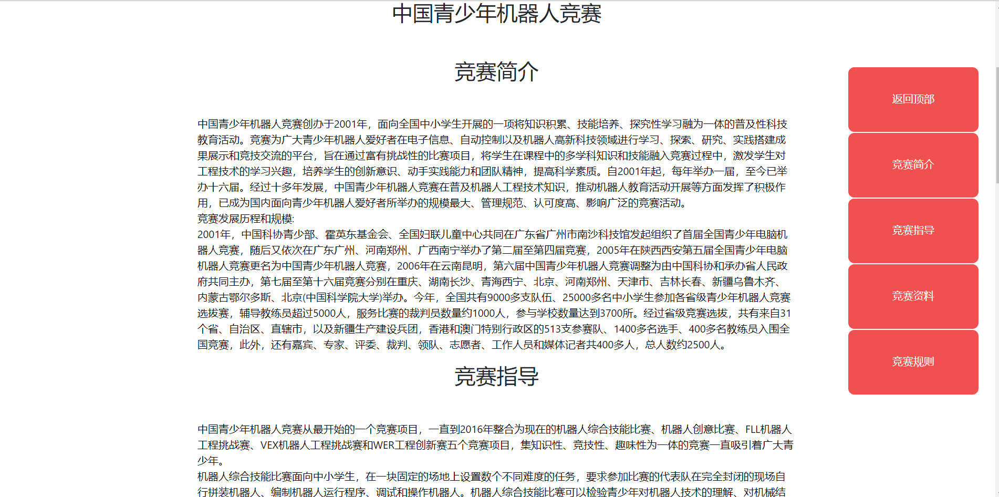 中国青少年机器人竞赛
竞赛简介
中国青少年机器人竞赛创办于2001年，面向全国中小学生开展的一项将知识积累、技能培养、探究性学习融为一体的普及性科技
教育活动。竞赛为广大青少年机器人爱好者在电子信息、自动控制以及机器人高新科技领域进行学习、探索、研究、实践搭建成
果展示和竞技交流的平台，旨在通过富有挑战性的比赛项目，将学生在课程中的多学科知识和技能融入竞赛过程中，激发学生对
工程技术的学习兴趣，培养学生的创新意识、动手实践能力和团队精神，提高科学素质。自2001年起，每年举办一届，至今已举
办十六届。经过十多年发展，中国青少年机器人竞赛在普及机器人工程技术知识，推动机器人教育活动开展等方面发挥了积极作
用，已成为国内面向青少年机器人爱好者所举办的规模最大、管理规范、认可度高、影响广泛的竞赛活动。
竞赛发展历程和规模:
2001年，中国科协青少部、霍英东基金会、全国妇联儿童中心共同在广东省广州市南沙科技馆发起组织了首届全国青少年电脑机
器人竞赛，随后又依次在广东广州、河南郑州、广西南宁举办了第二届至第四届竞赛，2005年在陕西西安第五届全国青少年电脑
机器人竞赛更名为中国青少年机器人竞赛，2006年在云南昆明，第六届中国青少年机器人竞赛调整为由中国科协和承办省人民政
府共同主办，第七届至第十六届竞赛分别在重庆、湖南长沙、青海西宁、北京、河南郑州、天津市、吉林长春、新疆乌鲁木齐、
内蒙古鄂尔多斯、北京(中国科学院大学)举办。今年，全国共有9000多支队伍、25000多名中小学生参加各省级青少年机器人竞赛
选拔赛，辅导教练员超过5000人，服务比赛的裁判员数量约1000人，参与学校数量达到3700所。经过省级竞赛选拔，共有来自31
个省、自治区、直辖市，以及新疆生产建设兵团，香港和澳门特别行政区的513支参赛队、1400多名选手、400多名教练员入围全
国竞赛，此外，还有嘉宾、专家、评委、裁判、领队、志愿者、工作人员和媒体记者共400多人，总人数约2500人。
竞赛指导
中国青少年机器人竞赛从最开始的一个竞赛项目，一直到2016年整合为现在的机器人综合技能比赛、机器人创意比赛、FLL机器人
工程挑战赛、VEX机器人工程挑战赛和WER工程创新赛五个竞赛项目，集知识性、竞技性、趣味性为一体的竞赛一直吸引着广大青
少年。
机器人综合技能比赛面向中小学生，在一块固定的场地上设置数个不同难度的任务，要求参加比赛的代表队在完全封闭的现场自
行拼装机器人、编制机器人运行程序、调试和操作机器人。机器人综合技能比赛可以检验青少年对机器人技术的理解、对机械结
返回顶部
竞赛简介
竞赛指导
竞赛资料
竞赛规则